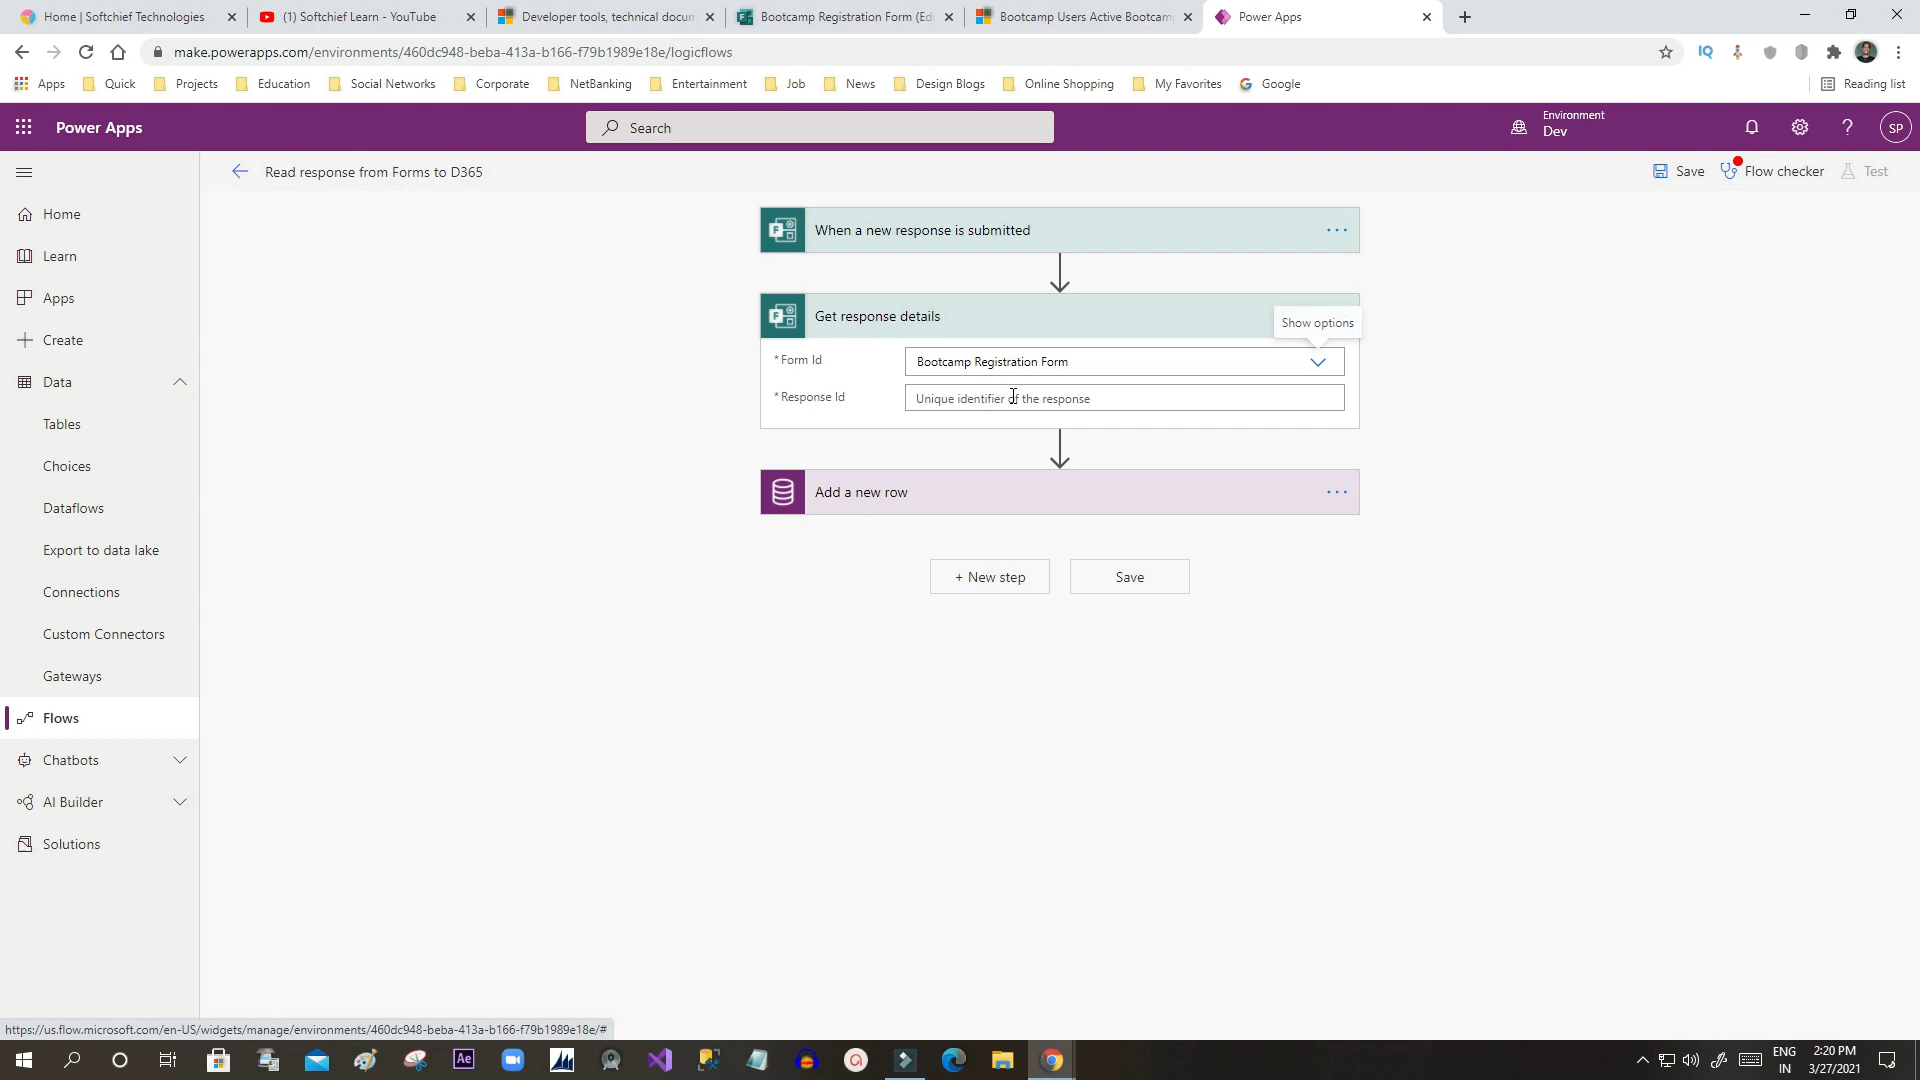 Home | Softchief Technologies
(1) Softchief Learn - YouTube
Developer tools, technical docum
Bootcamp Registration Form (Edi
Bootcamp Users Active Bootcamp
Power Apps
make.powerapps.com/environments/460dc948-beba-413a-b166-f79b1989e18e/logicflows
IQ
Apps
Quick
Projects
Education
Social Networks
Corporate
NetBanking
Entertainment
Job
News
Design Blogs
Online Shopping
My Favorites
Google
Reading list
Power Apps
Search
Environment
Dev
SP
Read response from Forms to D365
Save
Flow checker
Test
Home
Learn
Apps
Create
Data
Tables
Choices
Dataflows
Export to data lake
Connections
Custom Connectors
Gateways
Flows
Chatbots
AI Builder
Solutions
When a new response is submitted
Get response details
Show options
*Form Id
Bootcamp Registration Form
*Response Id
Unique identifier of the response
Add a new row
+ New step
Save
https://us.flow.microsoft.com/en-US/widgets/manage/environments/460dc948-beba-413a-b166-f79b1989e18e/#
Ae
ENG
IN
2:20 PM
3/27/2021